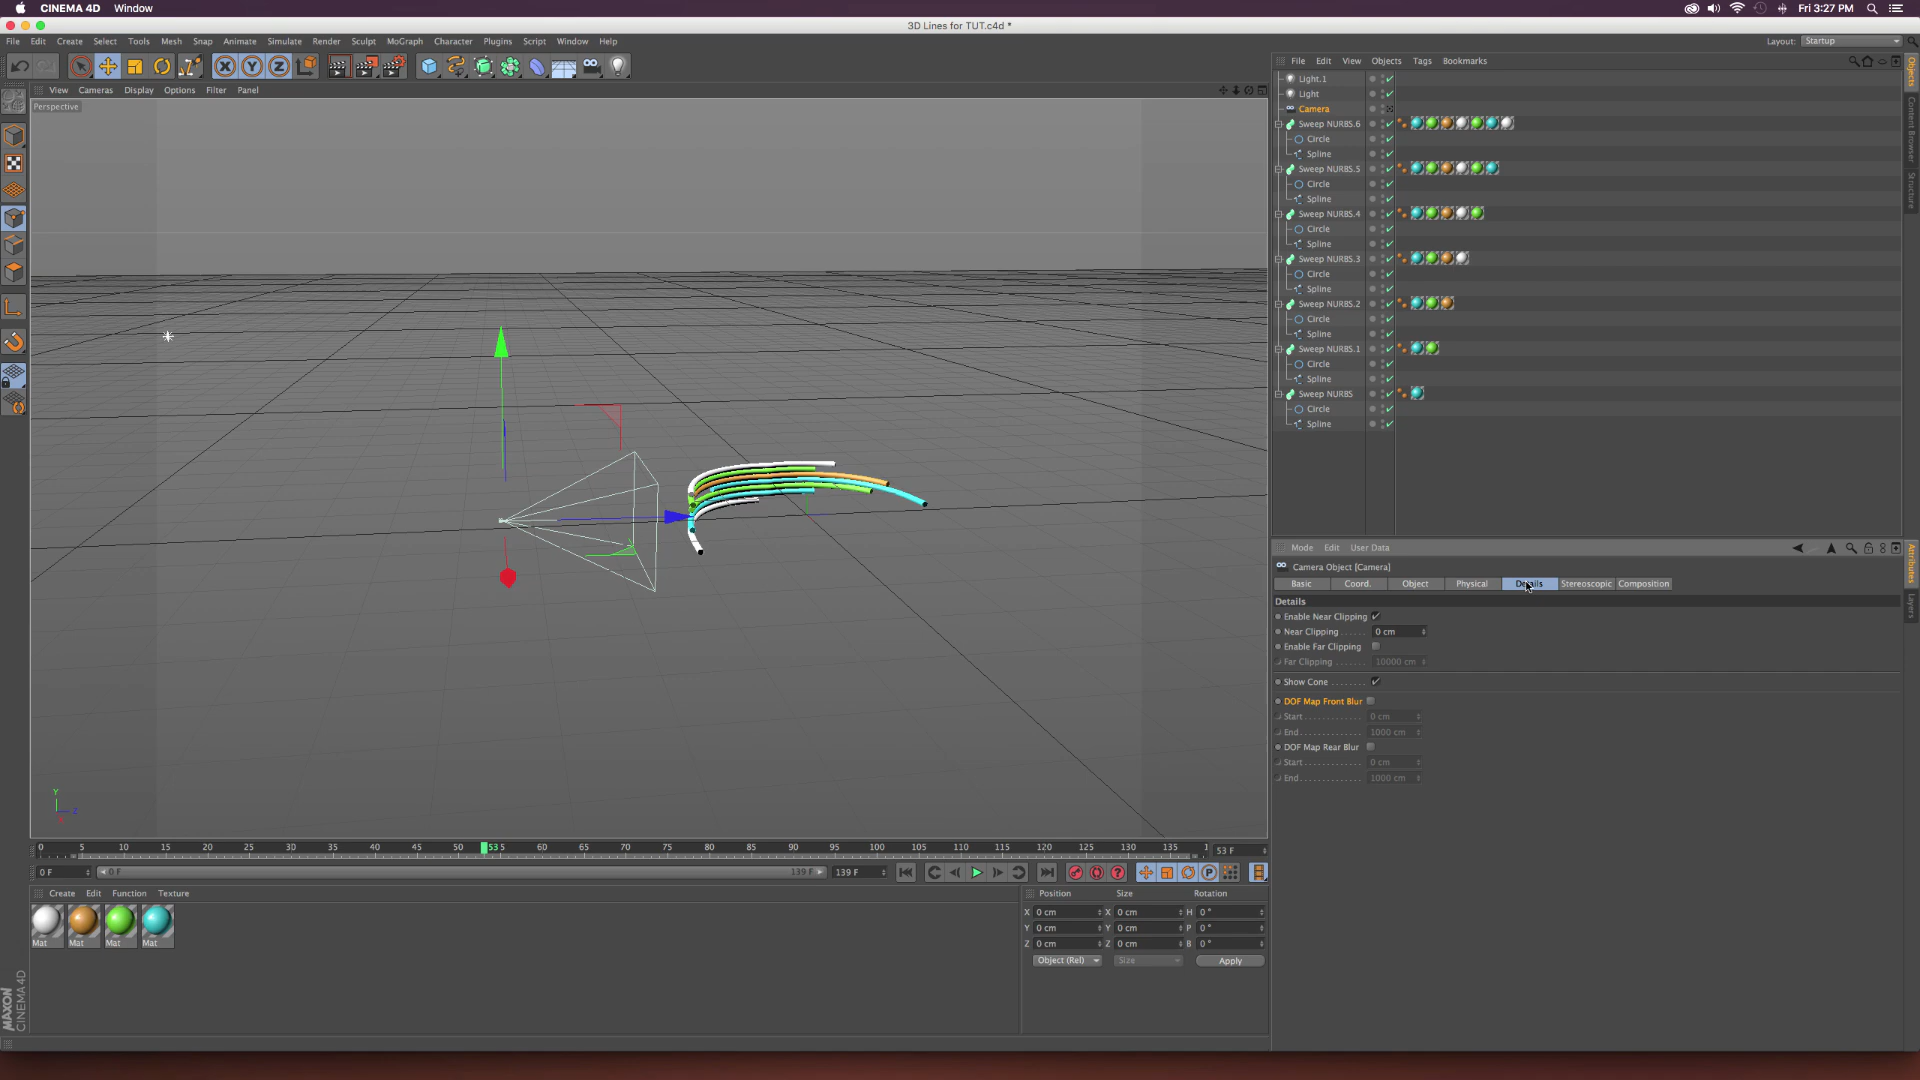 CINEMA 4D Window Fri 3:27 PM
3D Lines for TUT.c4d *
File Edit Create Select Tools Mesh Snap Animate Simulate Render Sculpt MoGraph Character Plugins Script Window Help Layout: Startup
X Y Z
File Edit View Objects Tags Bookmarks
View Cameras Display Options Filter Panel
Perspective
Light.1
Light
Camera
Sweep NURBS.6
Circle
Spline
Sweep NURBS.5
Circle
Spline
Sweep NURBS.4
Circle
Spline
Sweep NURBS.3
Circle
Spline
Sweep NURBS.2
Circle
Spline
Sweep NURBS.1
Circle
Spline
Sweep NURBS
Circle
Spline
Objects
Content Browser
Structure
Mode Edit User Data
Camera Object [Camera]
Basic Coord. Object Physical Details Stereoscopic Composition
Details
Enable Near Clipping
Near Clipping 0 cm
Enable Far Clipping
Far Clipping 10000 cm
Show Cone
DOF Map Front Blur
Start 0 cm
End 1000 cm
DOF Map Rear Blur
Start 0 cm
End 1000 cm
Attributes
Layers
Y
Z
0 5 10 15 20 25 30 35 40 45 50 53 5 60 65 70 75 80 85 90 95 100 105 110 115 120 125 130 135 1 53 F
0 F 0 F 139 F 139 F
Create Edit Function Texture
Mat Mat Mat Mat
Position Size Rotation
X 0 cm X 0 cm H 0 °
Y 0 cm Y 0 cm P 0 °
Z 0 cm Z 0 cm B 0 °
Object (Rel) Size Apply
MAXON
CINEMA 4D